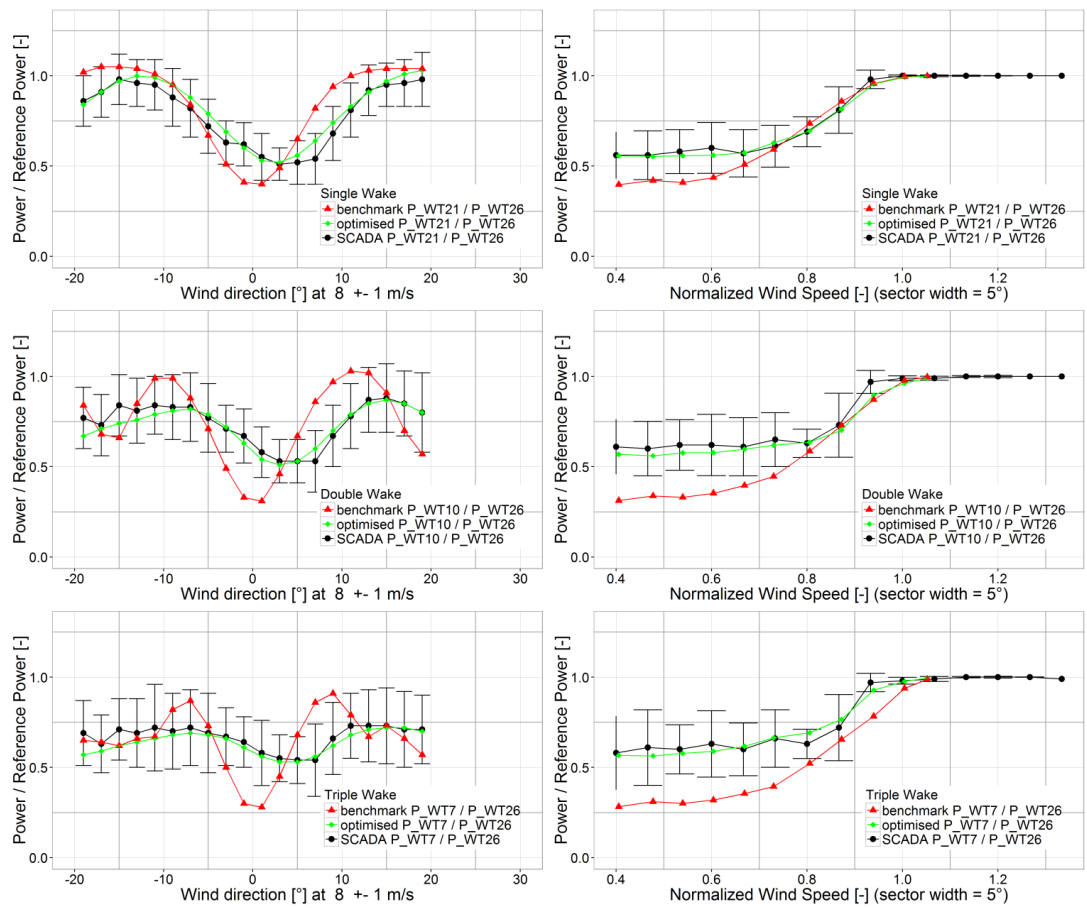 Power / Reference Power [-]
1.0
0.5
0.0
Single Wake
benchmark P_WT21 / P_WT26
optimised P_WT21 / P_WT26
SCADA P_WT21 / P_WT26
-20 -10 0 10 20 30
Wind direction [°] at 8 +- 1 m/s
Power / Reference Power [-]
1.0
0.5
0.0
Single Wake
benchmark P_WT21 / P_WT26
optimised P_WT21 / P_WT26
SCADA P_WT21 / P_WT26
0.4 0.6 0.8 1.0 1.2
Normalized Wind Speed [-] (sector width = 5°)
Power / Reference Power [-]
1.0
0.5
0.0
Double Wake
benchmark P_WT10 / P_WT26
optimised P_WT10 / P_WT26
SCADA P_WT10 / P_WT26
-20 -10 0 10 20 30
Wind direction [°] at 8 +- 1 m/s
Power / Reference Power [-]
1.0
0.5
0.0
Double Wake
benchmark P_WT10 / P_WT26
optimised P_WT10 / P_WT26
SCADA P_WT10 / P_WT26
0.4 0.6 0.8 1.0 1.2
Normalized Wind Speed [-] (sector width = 5°)
Power / Reference Power [-]
1.0
0.5
0.0
Triple Wake
benchmark P_WT7 / P_WT26
optimised P_WT7 / P_WT26
SCADA P_WT7 / P_WT26
-20 -10 0 10 20 30
Wind direction [°] at 8 +- 1 m/s
Power / Reference Power [-]
1.0
0.5
0.0
Triple Wake
benchmark P_WT7 / P_WT26
optimised P_WT7 / P_WT26
SCADA P_WT7 / P_WT26
0.4 0.6 0.8 1.0 1.2
Normalized Wind Speed [-] (sector width = 5°)